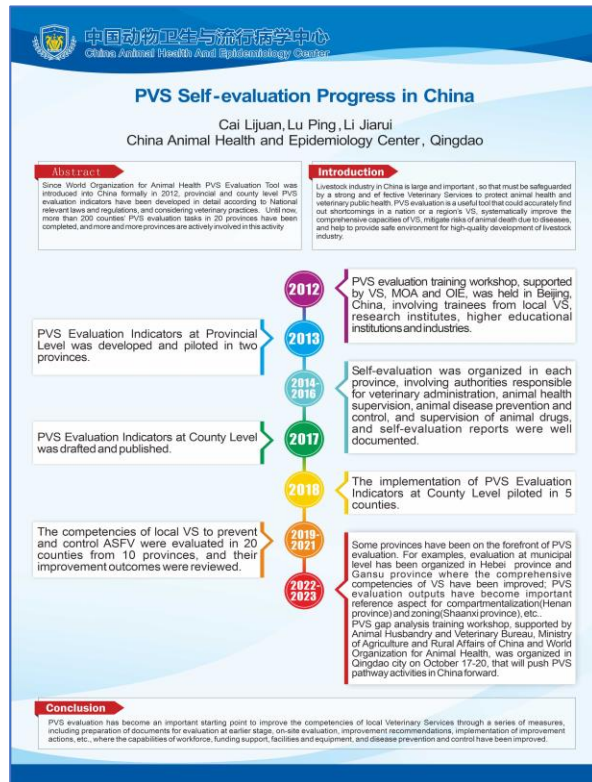 中国动物卫生与流行病学中心
China Animal Health And Epidemiology Center
PVS Self-evaluation Progress in China
Cai Lijuan,Lu Ping,Li Jiarui
China Animal Health and Epidemiology Center, Qingdao
Abstract
Since World Organization for Animal Health PVS Evaluation Tool was
introduced into China formally in 2012, provincial and county level PVS
evaluation indicators have been developed in detail according to National
relevant laws and regulations, and considering veterinary practices. Until now,
more than 200 counties' PVS evaluation tasks in 20 provinces have been
completed, and more and more provinces are actively involved in this activity
Introduction
Livestock industry in China is large and important , so that must be safeguarded
by a strong and ef fective Veterinary Services to protect animal health and
veterinary public health. PVS evaluation is a useful tool that could accurately find
out shortcomings in a nation or a region's VS, systematically improve the
comprehensive capacities of VS, mitigate risks of animal death due to diseases,
and help to provide safe environment for high-quality development of livestock
industry.
2012
PVS evaluation training workshop, supported
by VS, MOA and OIE, was held in Beijing,
China, involving trainees from local VS,
research institutes, higher educational
institutions and industries.
PVS Evaluation Indicators at Provincial
Level was developed and piloted in two
provinces.
2013
2014-
2016
Self-evaluation was organized in each
province, involving authorities responsible
for veterinary administration, animal health
supervision, animal disease prevention and
control, and supervision of animal drugs,
and self-evaluation reports were well
documented.
PVS Evaluation Indicators at County Level
was drafted and published.
2017
2018
The implementation of PVS Evaluation
Indicators at County Level piloted in 5
counties.
The competencies of local VS to prevent
and control ASFV were evaluated in 20
counties from 10 provinces, and their
improvement outcomes were reviewed.
2019-
2021
2022-
2023
Some provinces have been on the forefront of PVS
evaluation. For examples, evaluation at municipal
level has been organized in Hebei province and
Gansu province where the comprehensive
competencies of VS have been improved; PVS
evaluation outputs have become important
reference aspect for compartmentalization(Henan
province) and zoning(Shaanxi province), etc..
PVS gap analysis training workshop, supported by
Animal Husbandry and Veterinary Bureau, Ministry
of Agriculture and Rural Affairs of China and World
Organization for Animal Health, was organized in
Qingdao city on October 17-20, that will push PVS
pathway activities in China forward.
Conclusion
PVS evaluation has become an important starting point to improve the competencies of local Veterinary Services through a series of measures,
including preparation of documents for evaluation at earlier stage, on-site evaluation, improvement recommendations, implementation of improvement
actions, etc., where the capabilities of workforce, funding support, facilities and equipment, and disease prevention and control have been improved.